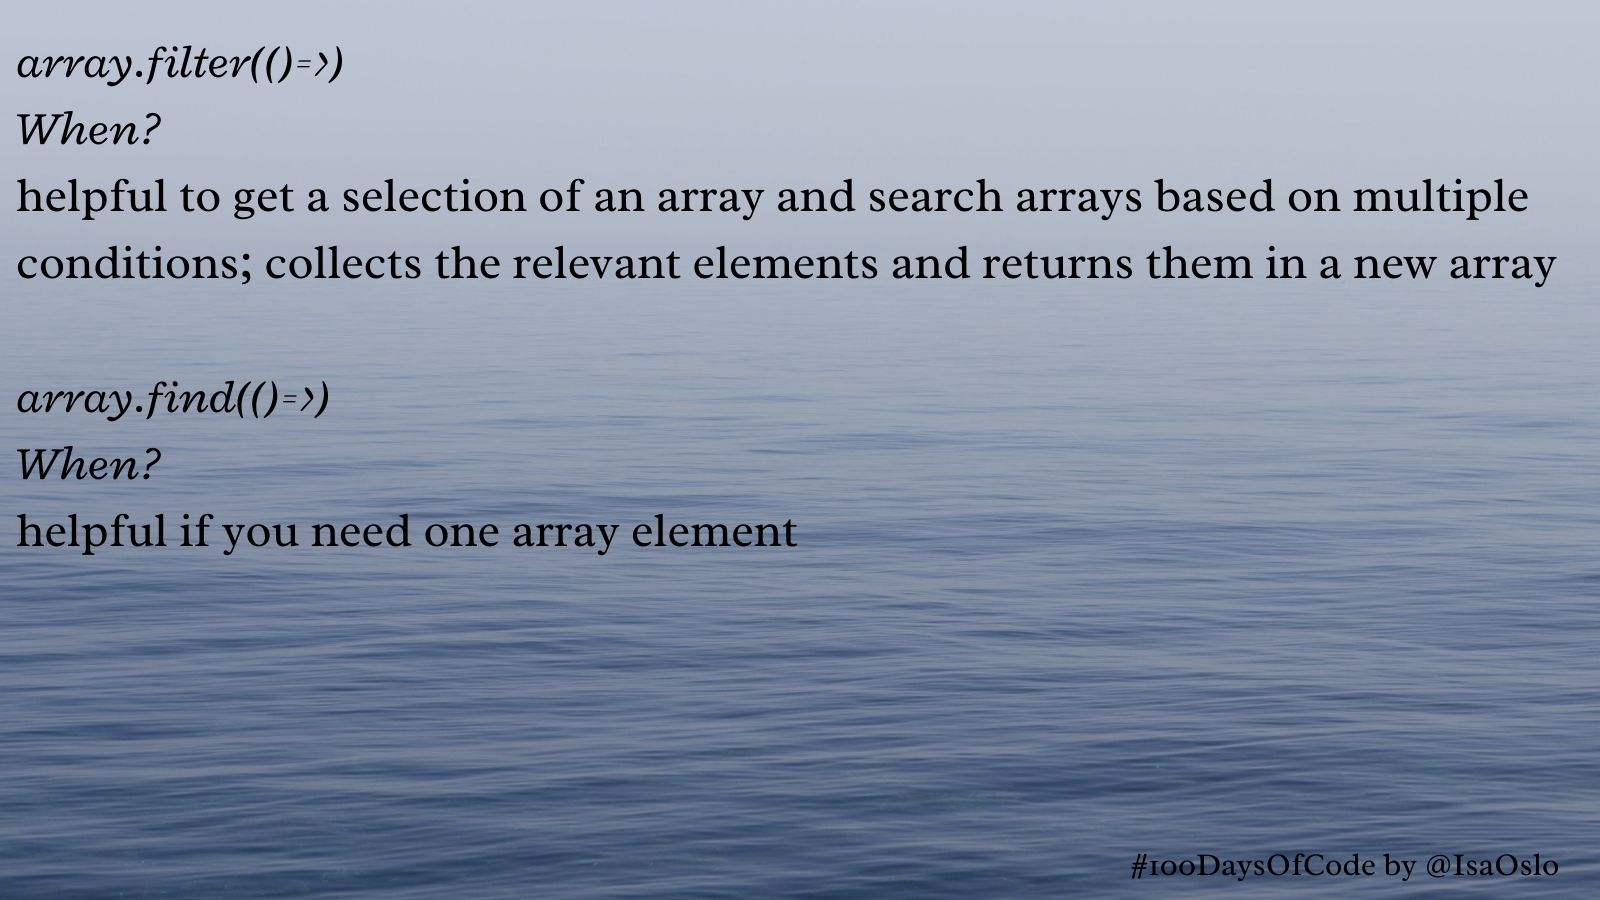 array.filter(()=>)
When?
helpful to get a selection of an array and search arrays based on multiple
conditions; collects the relevant elements and returns them in a new array
array.find(()=>)
When?
helpful if you need one array element
#100DaysOfCode by @IsaOslo